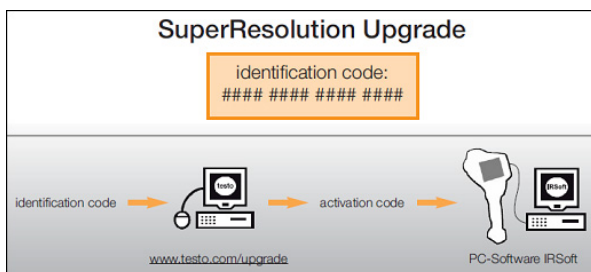 SuperResolution Upgrade
identification code:
#### #### #### ####
testo
IRSoft
identification code
activation code
www.testo.com/upgrade
PC-Software IRSoft